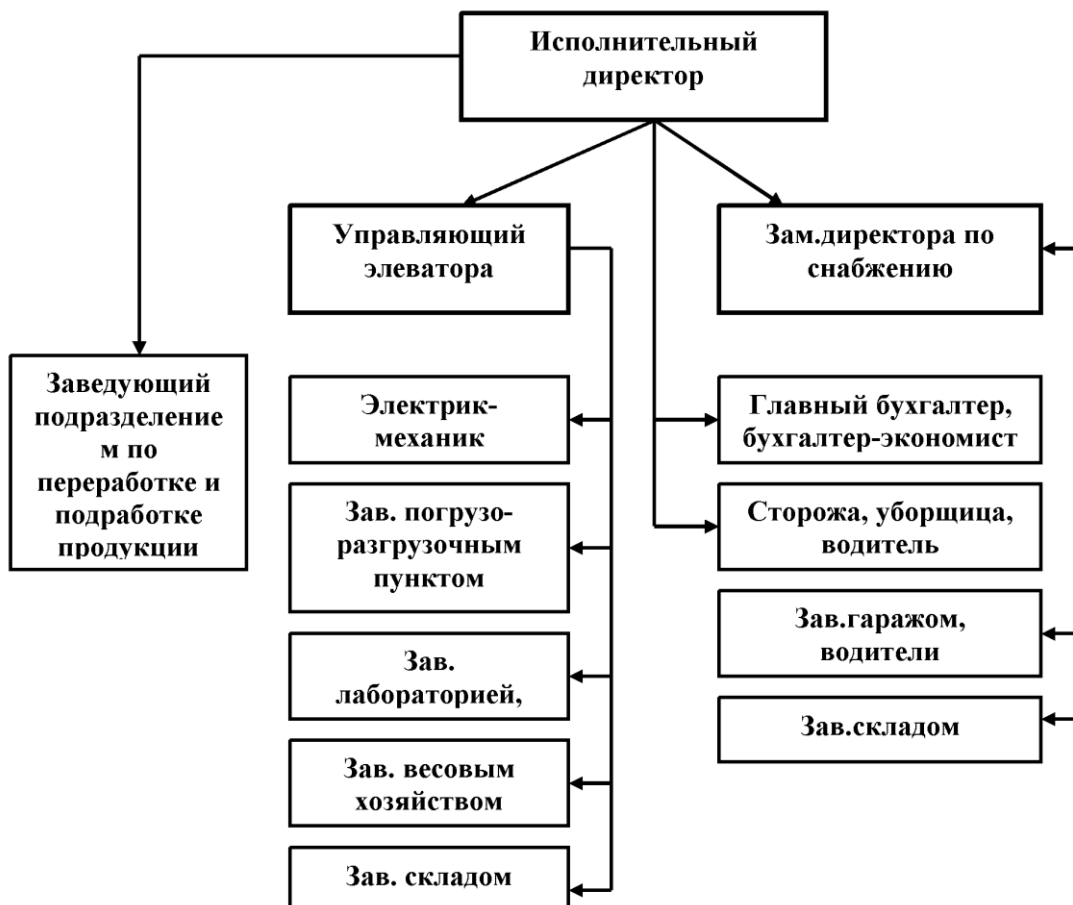 Исполнительный
директор
Управляющий
элеватора
Зам.директора по
снабжению
Заведующий
подразделение
м по
переработке и
подработке
продукции
Электрик-
механик
Главный бухгалтер,
бухгалтер-экономист
Зав. погрузо-
разгрузочным
пунктом
Сторожа, уборщица,
водитель
Зав.
лабораторией,
Зав.гаражом,
водители
Зав.складом
Зав. весовым
хозяйством
Зав. складом